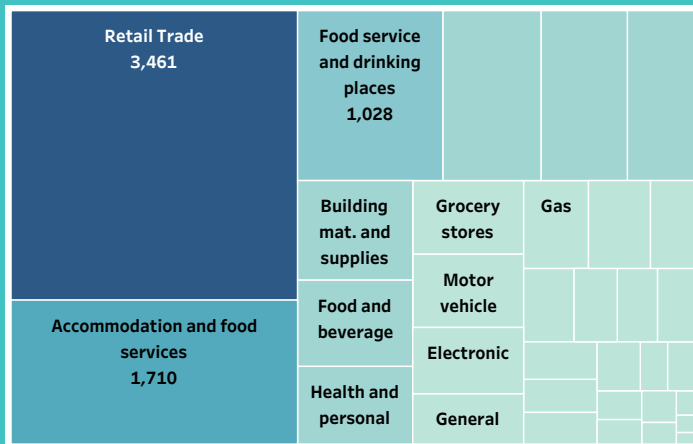 Retail Trade
3,461
Accommodation and food
services
1,710
Food service
and drinking
places
1,028
Building
mat. and
supplies
Food and
beverage
Health and
personal
Grocery
stores
Motor
vehicle
Electronic
General
Gas